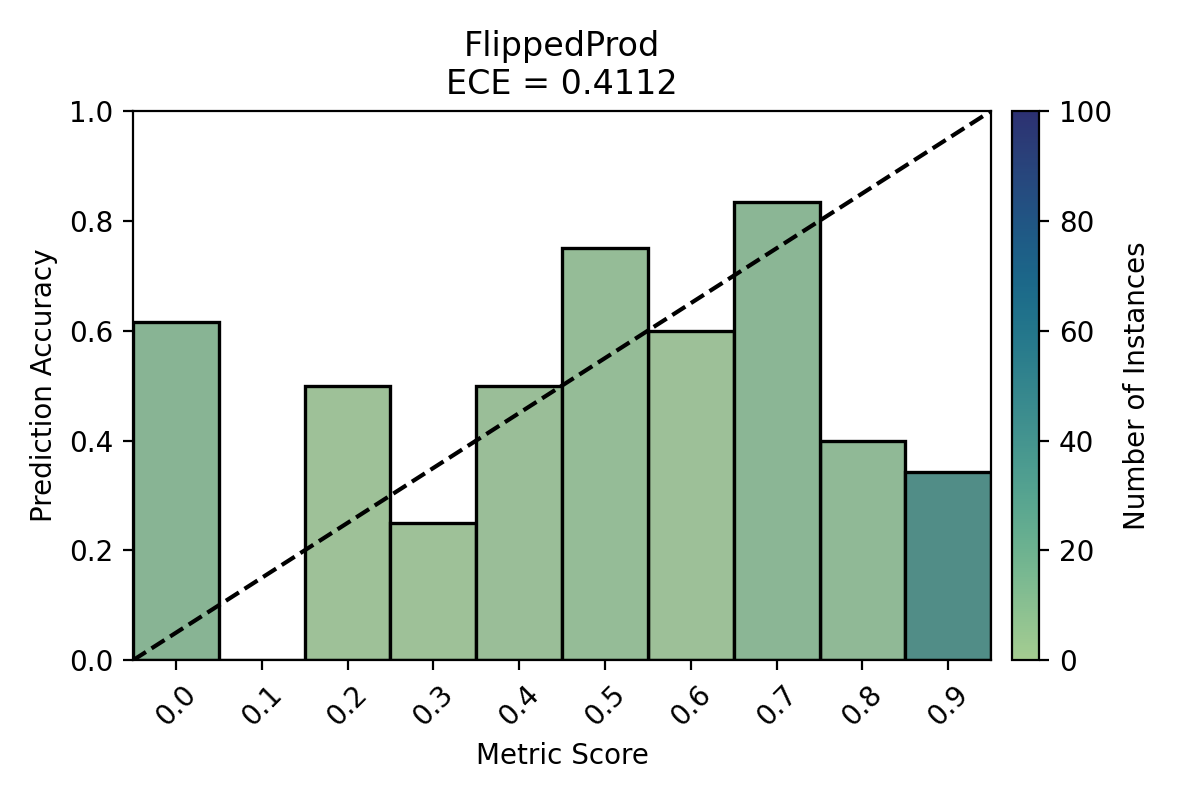 FlippedProd
ECE = 0.4112
1.0
0.8
0.6
0.4
0.2
0.0
Prediction Accuracy
0.0 0.1 0.2 0.3 0.4 0.5 0.6 0.7 0.8 0.9
Metric Score
100
80
60
40
20
0
Number of Instances